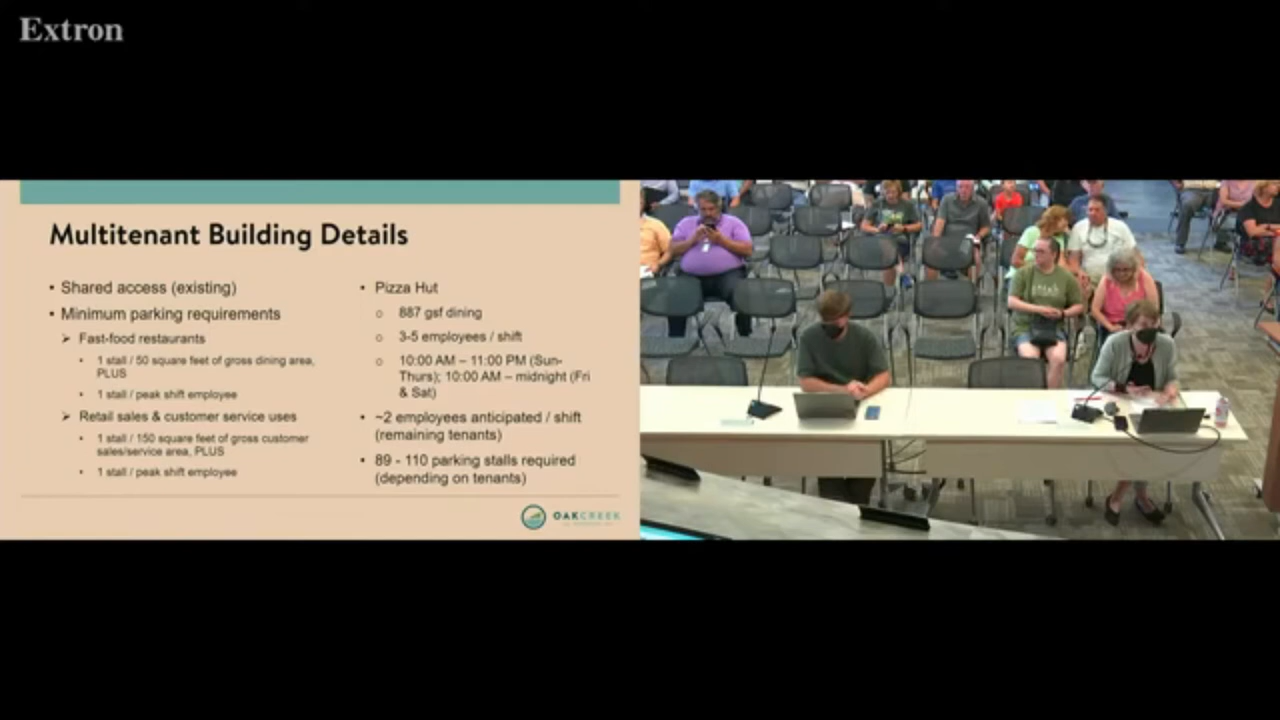 Extron
Multitenant Building Details
• Shared access (existing)
• Minimum parking requirements
➢ Fast-food restaurants
• 1 stall / 50 square feet of gross dining area,
PLUS
• 1 stall / peak shift employee
➢ Retail sales & customer service uses
• 1 stall / 150 square feet of gross customer
sales/service area, PLUS
• 1 stall / peak shift employee
• Pizza Hut
o 887 gsf dining
o 3-5 employees / shift
o 10:00 AM – 11:00 PM (Sun-
Thurs); 10:00 AM – midnight (Fri
& Sat)
• ~2 employees anticipated / shift
(remaining tenants)
• 89 - 110 parking stalls required
(depending on tenants)
OAKCREEK